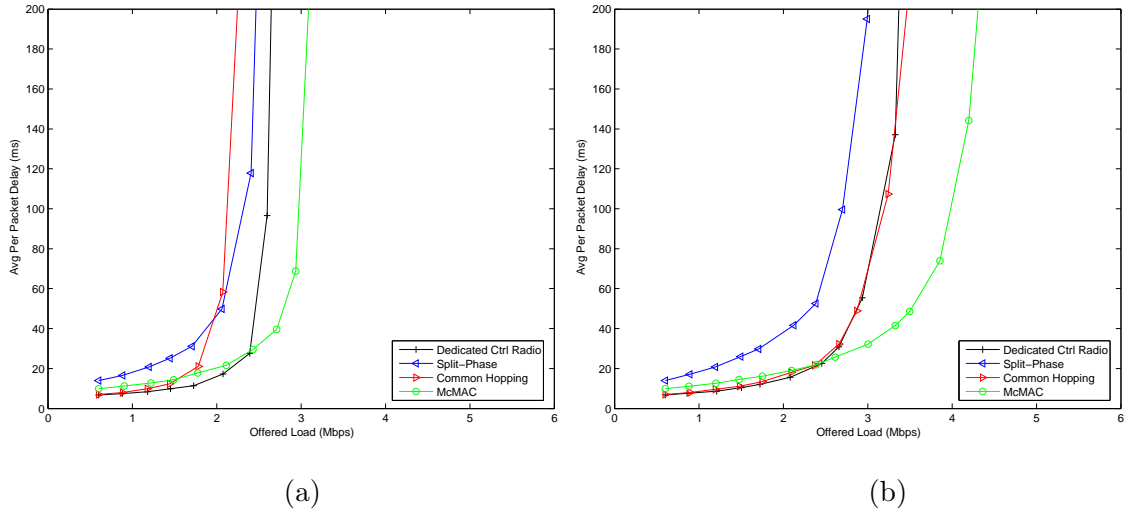 200
180
160
140
120
100
80
60
40
20
0
Avg Per Packet Delay (ms)
0 1 2 3 4 5 6
Offered Load (Mbps)
Dedicated Ctrl Radio
Split−Phase
Common Hopping
McMAC
(a)
200
180
160
140
120
100
80
60
40
20
0
Avg Per Packet Delay (ms)
0 1 2 3 4 5 6
Offered Load (Mbps)
Dedicated Ctrl Radio
Split−Phase
Common Hopping
McMAC
(b)